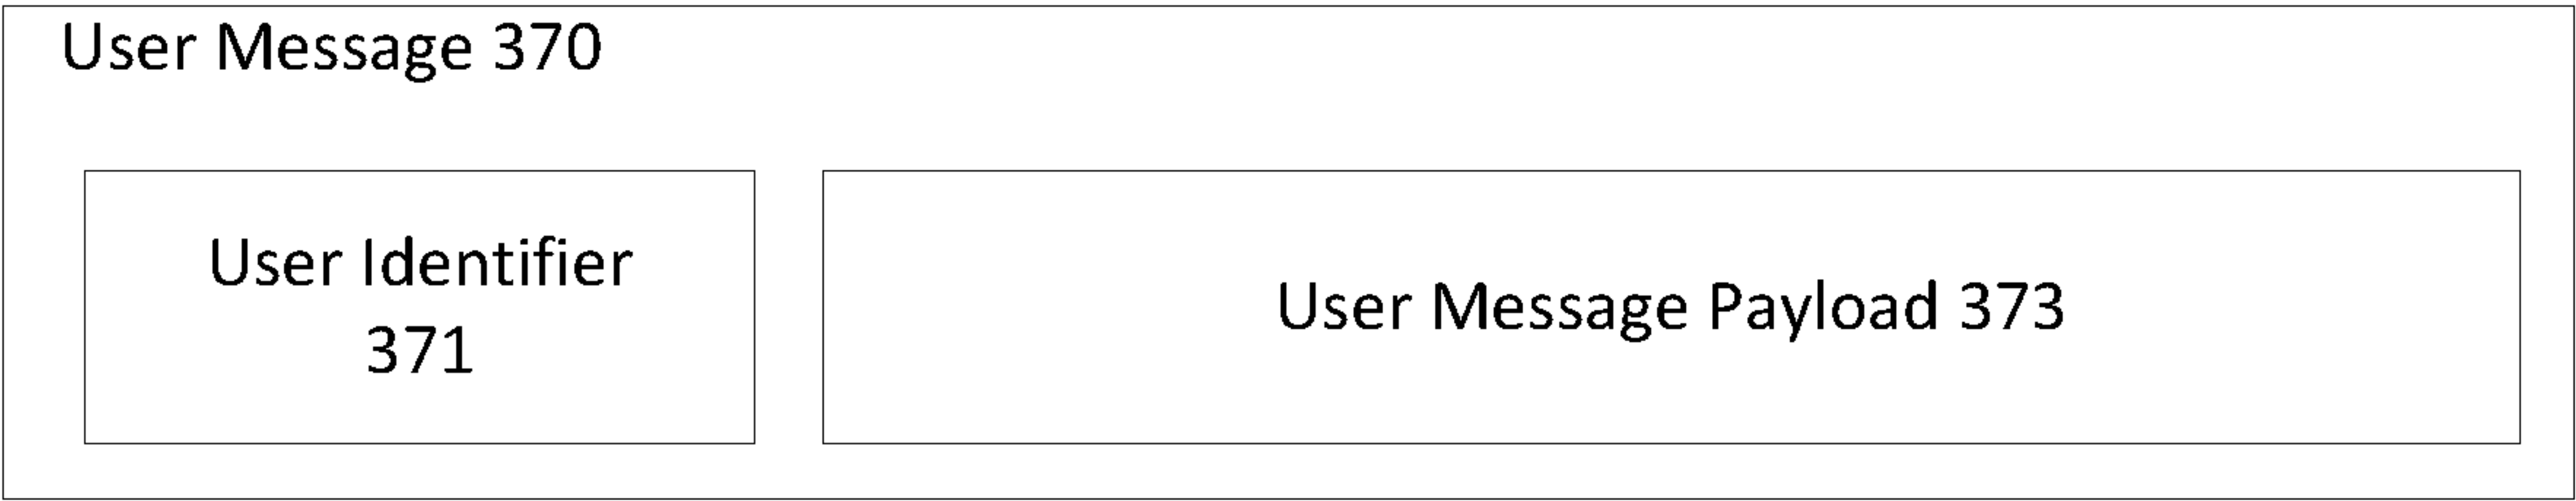 User Message 370
User Identifier
371
User Message Payload 373